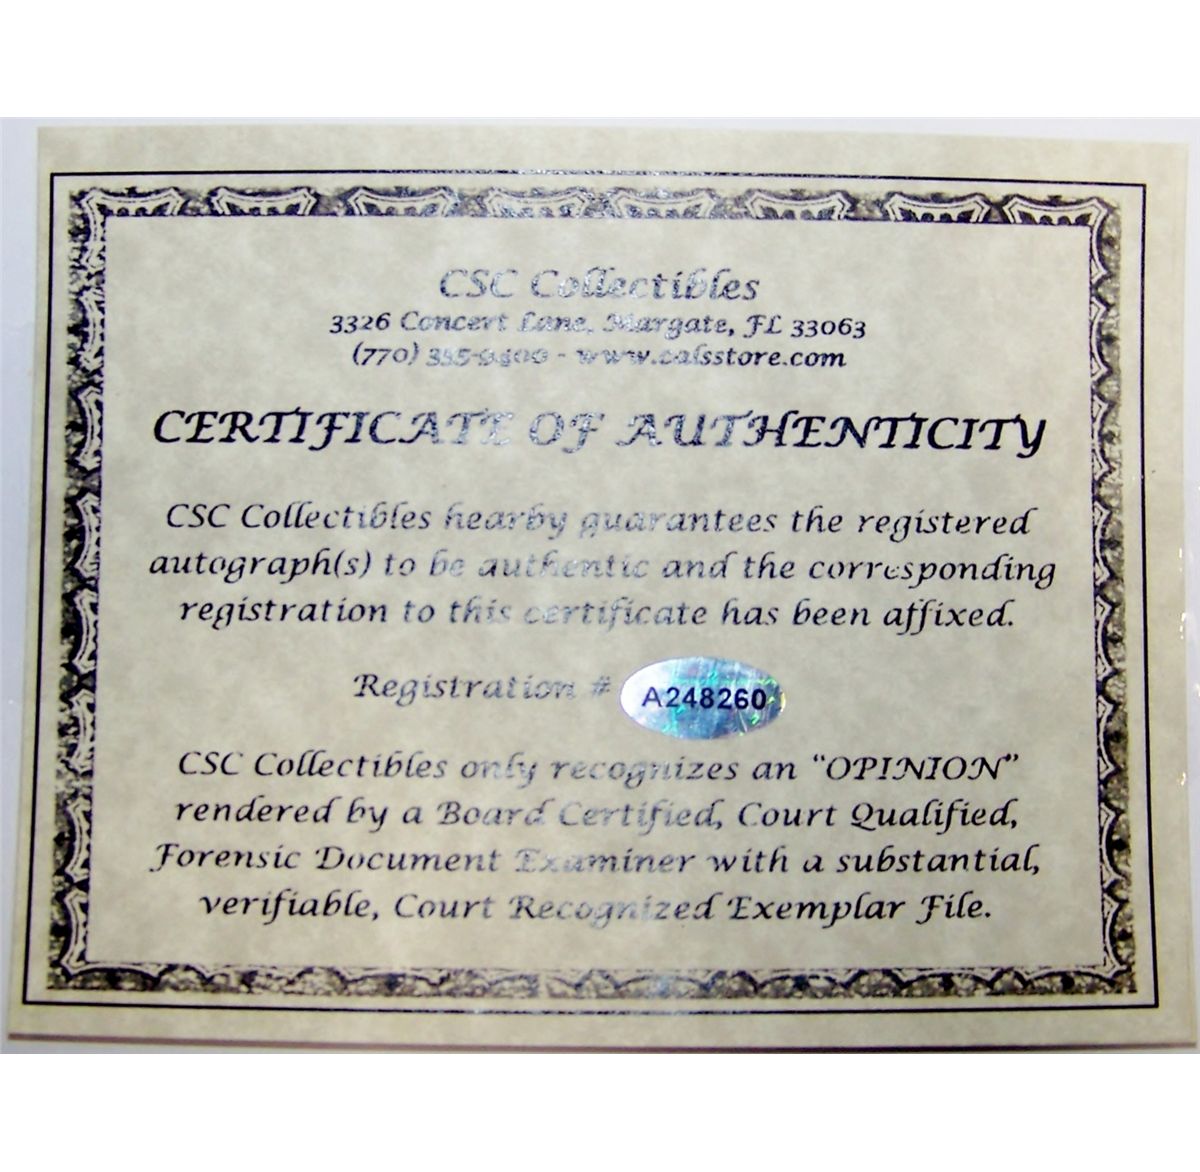 CSC Collectibles
3326 Concert Lane, Margate, FL 33063
(770) - www.calsstore.com
CERTIFICATE OF AUTHENTICITY
CSC Collectibles hearby guarantees the registered
autograph(s) to be authentic and the corresponding
registration to this certificate has been affixed.
Registration # A248260
CSC Collectibles only recognizes an “OPINION”
rendered by a Board Certified, Court Qualified,
Forensic Document Examiner with a substantial,
verifiable, Court Recognized Exemplar File.